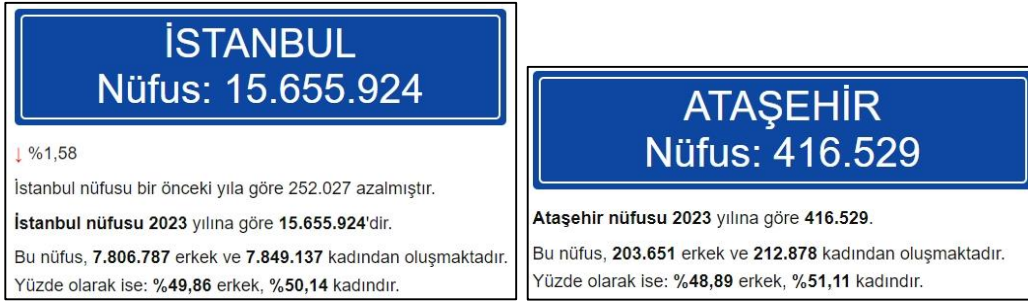 İSTANBUL
Nüfus: 15.655.924
↓ %1,58
İstanbul nüfusu bir önceki yıla göre 252.027 azalmıştır.
İstanbul nüfusu 2023 yılına göre 15.655.924'dir.
Bu nüfus, 7.806.787 erkek ve 7.849.137 kadından oluşmaktadır.
Yüzde olarak ise: %49,86 erkek, %50,14 kadındır.
ATAŞEHİR
Nüfus: 416.529
Ataşehir nüfusu 2023 yılına göre 416.529.
Bu nüfus, 203.651 erkek ve 212.878 kadından oluşmaktadır.
Yüzde olarak ise: %48,89 erkek, %51,11 kadındır.